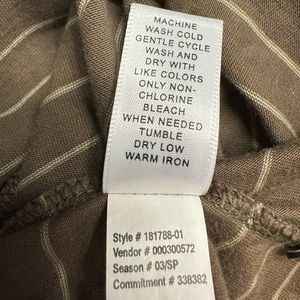 MACHINE
WASH COLD
GENTLE CYCLE
WASH AND
DRY WITH
LIKE COLORS
ONLY NON-
CHLORINE
BLEACH
WHEN NEEDED
TUMBLE
DRY LOW
WARM IRON
Style # 181788-01
Vendor # 000300572
Season # 03/SP
Commitment # 338382